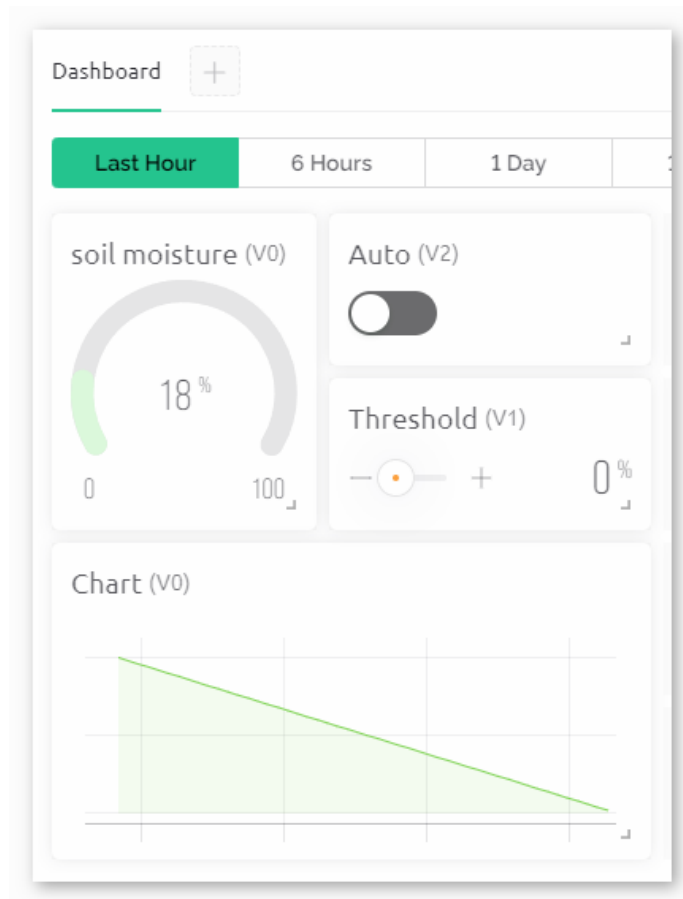 Dashboard +
Last Hour 6 Hours 1 Day
soil moisture (V0)
18 %
0 100
Auto (V2)
Threshold (V1)
− + 0 %
Chart (V0)